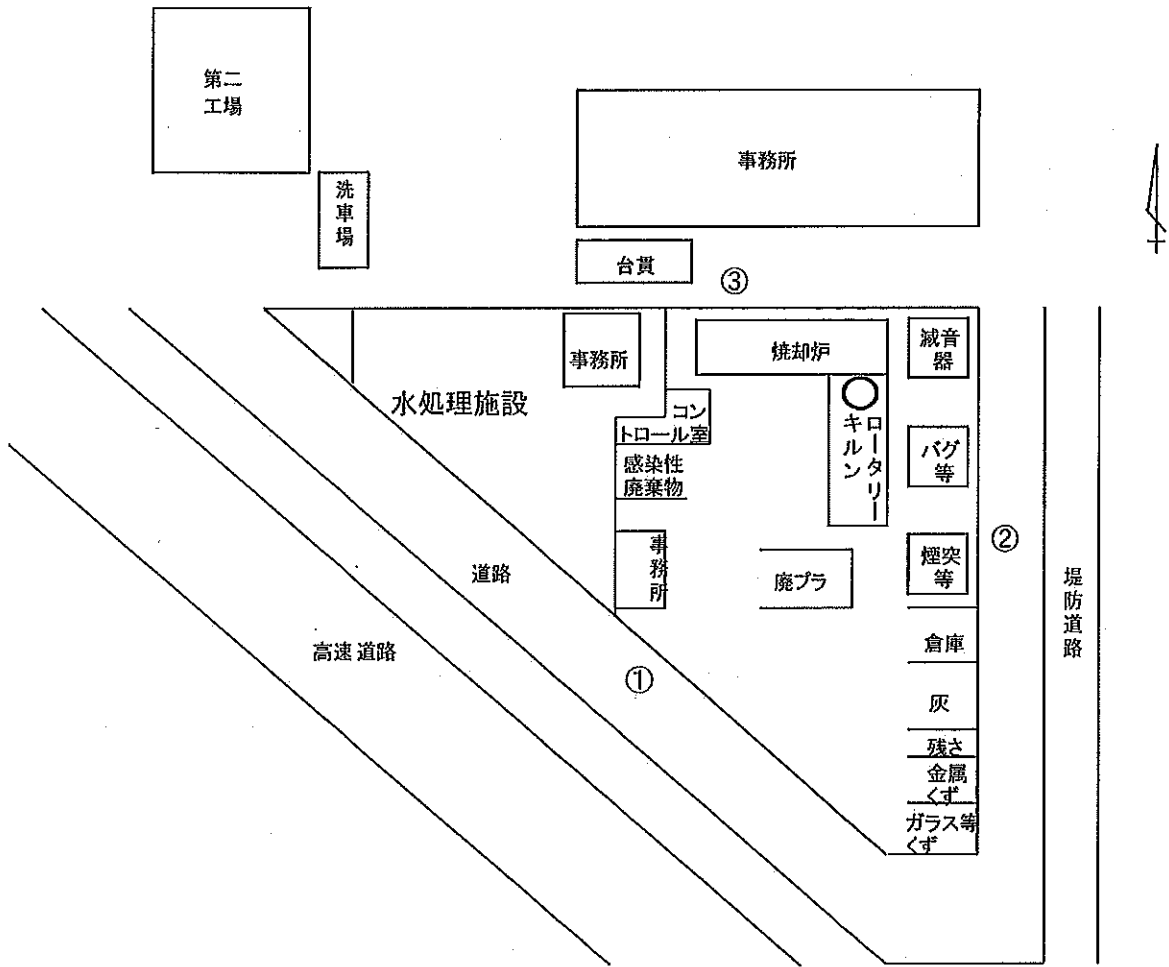 第二
工場
事務所
洗車場
台貫
③
減音
器
焼却炉
事務所
水処理施設
コン
トロール室
ロータリー
キルン
バグ
等
感染性
廃棄物
②
煙突
等
事務所
道路
廃プラ
堤防道路
倉庫
高速道路
①
灰
残さ
金属
くず
ガラス等
くず